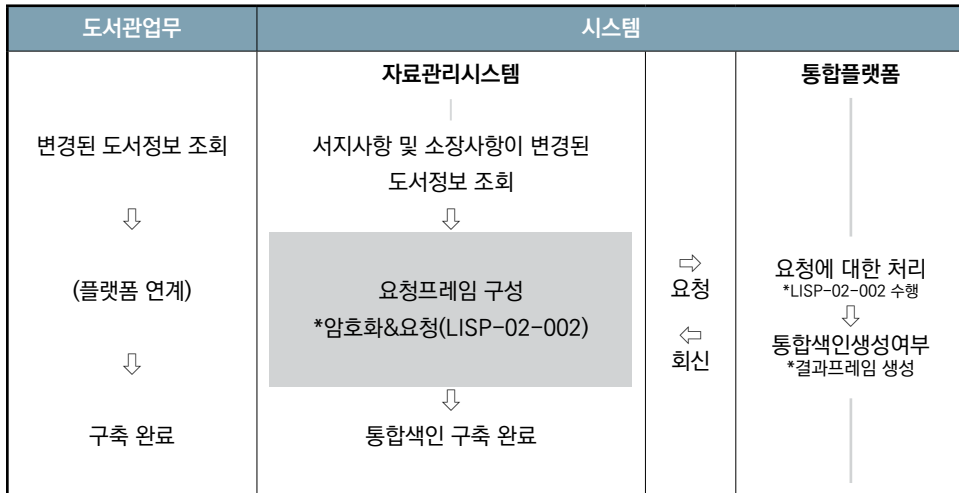 도서관업무
시스템
자료관리시스템
통합플랫폼
변경된 도서정보 조회
서지사항 및 소장사항이 변경된
도서정보 조회
⇩
⇩
(플랫폼 연계)
요청프레임 구성
*암호화&요청(LISP-02-002)
⇨
요청
⇦
회신
요청에 대한 처리
*LISP-02-002 수행
⇩
통합색인생성여부
*결과프레임 생성
⇩
⇩
구축 완료
통합색인 구축 완료